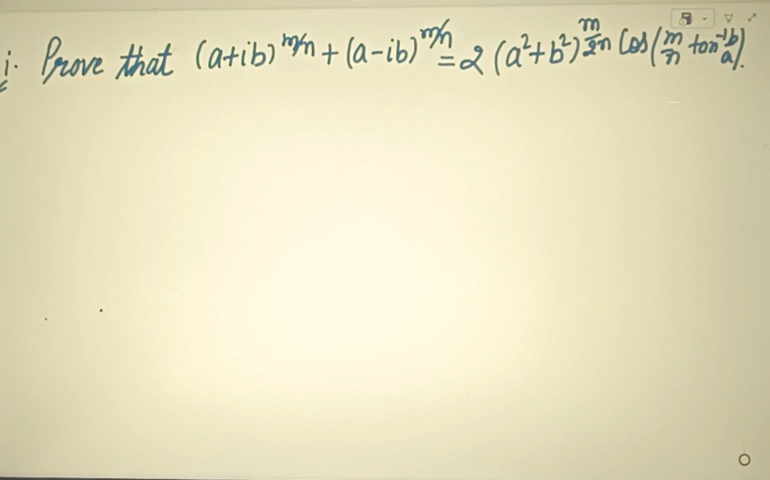 i. Prove that (a+ib)^{m/n} + (a-ib)^{m/n} = 2 (a²+b²)^{m/2n} Cos(m/n tan⁻¹ b/a).